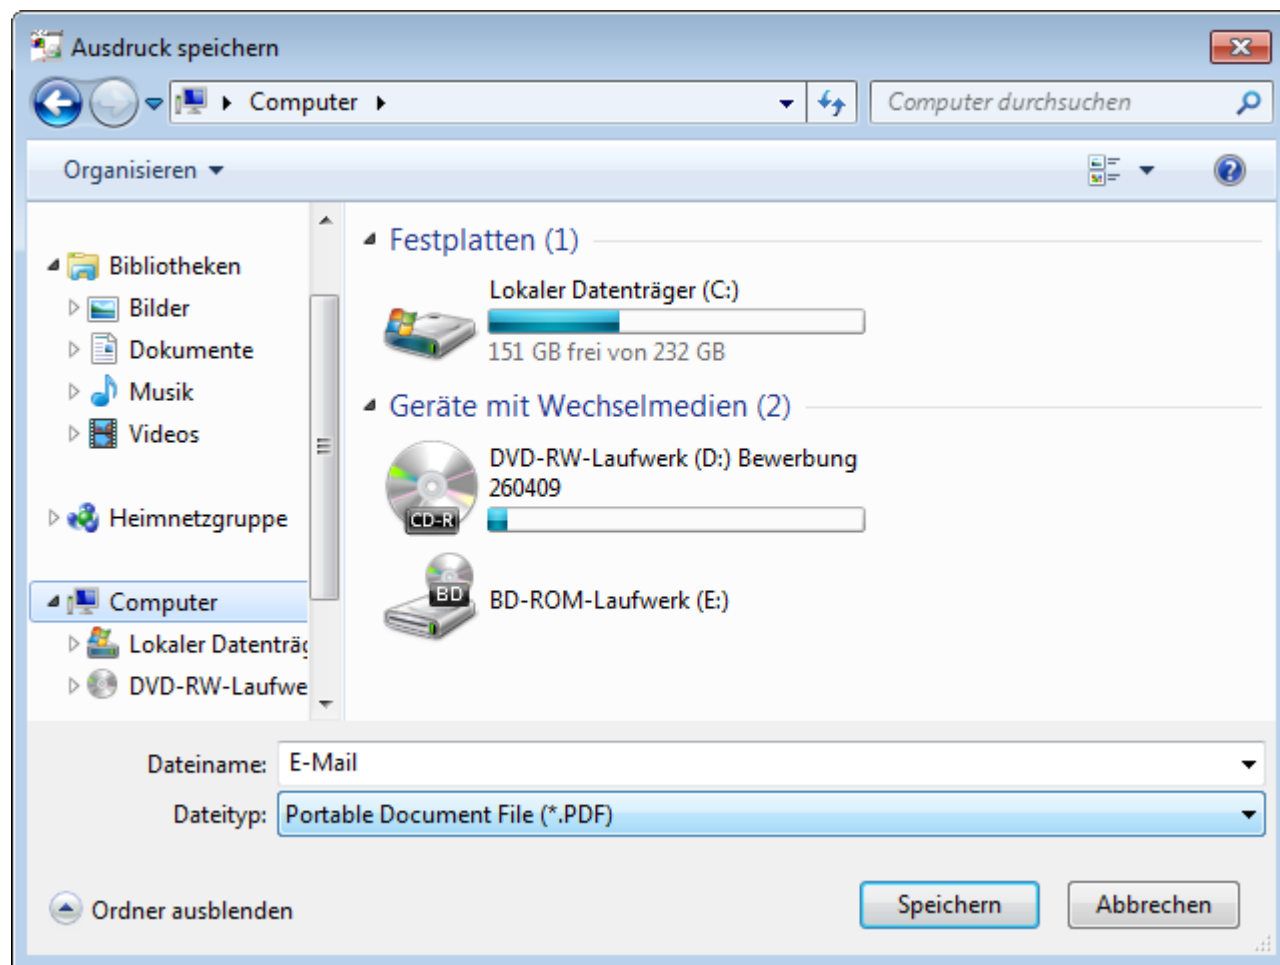 Ausdruck speichern
Computer
Computer durchsuchen
Organisieren
Bibliotheken
Bilder
Dokumente
Musik
Videos
Heimnetzgruppe
Computer
Lokaler Datenträg
DVD-RW-Laufwe
Festplatten (1)
Lokaler Datenträger (C:)
151 GB frei von 232 GB
Geräte mit Wechselmedien (2)
DVD-RW-Laufwerk (D:) Bewerbung
260409
CD-R
BD
BD-ROM-Laufwerk (E:)
Dateiname: E-Mail
Dateityp: Portable Document File (*.PDF)
Ordner ausblenden
Speichern
Abbrechen